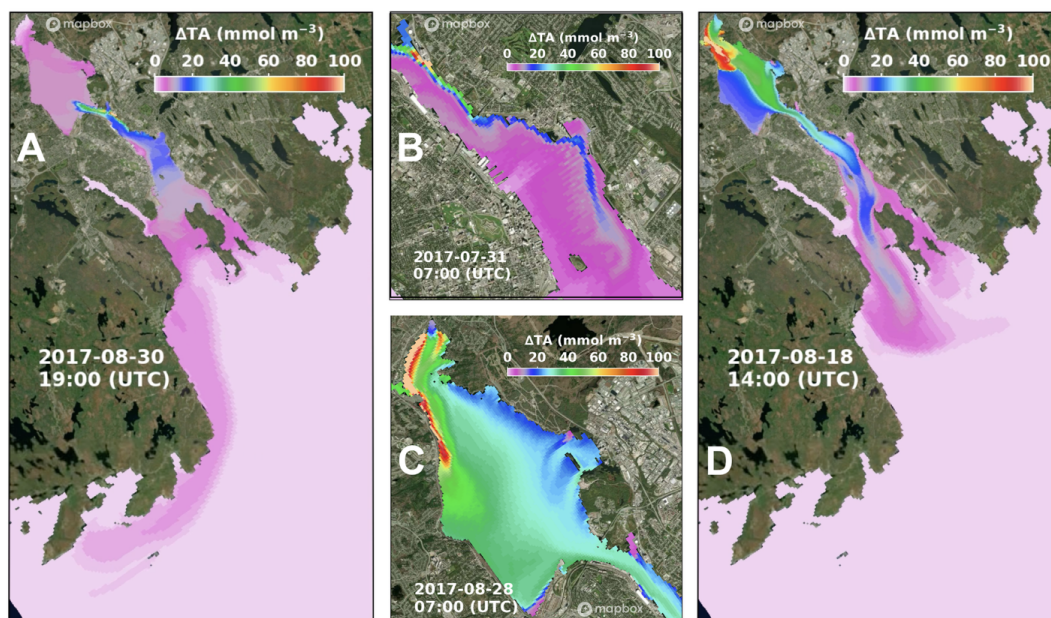 mapbox
ΔTA (mmol m⁻³)
0 20 40 60 80 100
A
2017-08-30
19:00 (UTC)
mapbox
ΔTA (mmol m⁻³)
0 20 40 60 80 100
B
2017-07-31
07:00 (UTC)
ΔTA (mmol m⁻³)
0 20 40 60 80 100
C
2017-08-28
07:00 (UTC)
mapbox
mapbox
ΔTA (mmol m⁻³)
0 20 40 60 80 100
D
2017-08-18
14:00 (UTC)